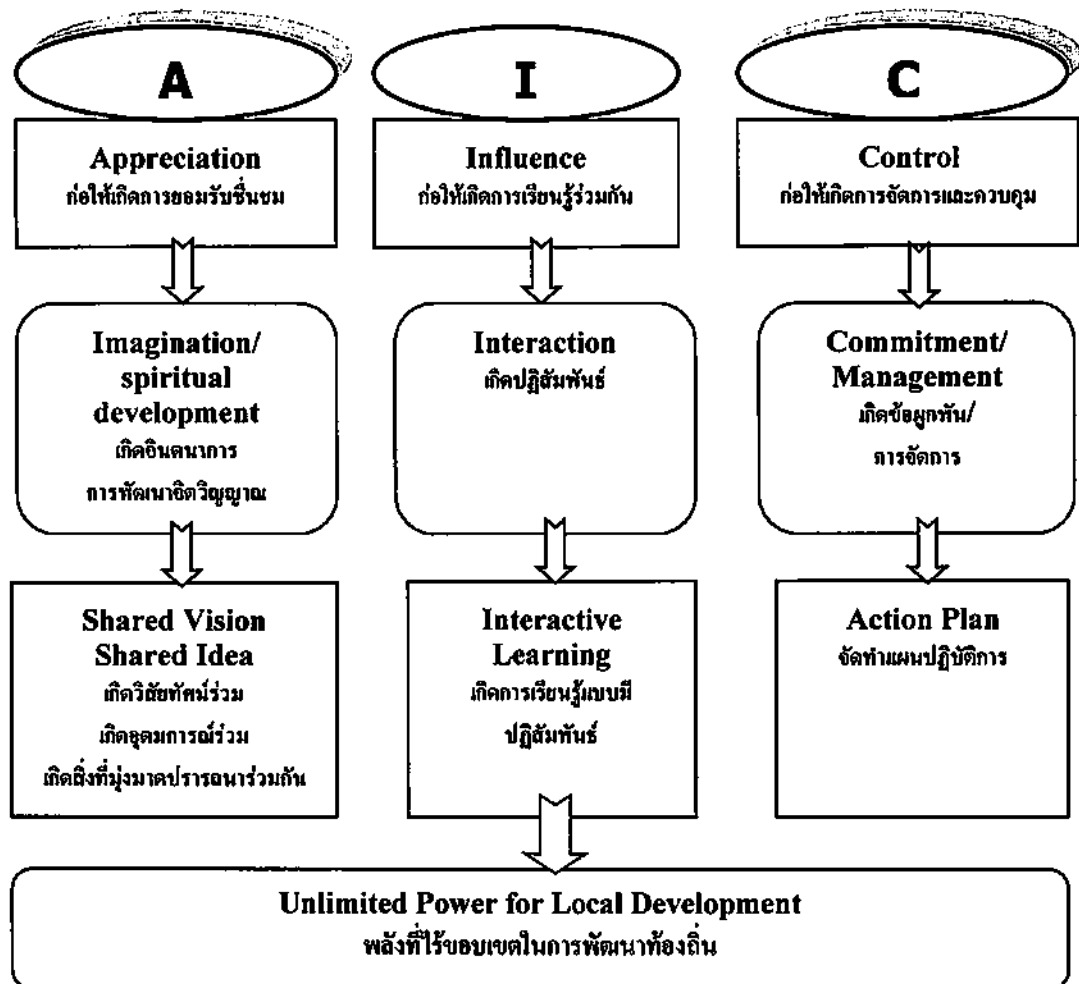 A
Appreciation
ก่อให้เกิดการยอมรับชื่นชม
Imagination/
spiritual
development
เกิดจินตนาการ
การพัฒนาจิตวิญญาณ
Shared Vision
Shared Idea
เกิดวิสัยทัศน์ร่วม
เกิดอุดมการณ์ร่วม
เกิดสิ่งที่มุ่งมาดปรารถนาร่วมกัน
I
Influence
ก่อให้เกิดการเรียนรู้ร่วมกัน
Interaction
เกิดปฏิสัมพันธ์
Interactive
Learning
เกิดการเรียนรู้แบบมี
ปฏิสัมพันธ์
C
Control
ก่อให้เกิดการจัดการและควบคุม
Commitment/
Management
เกิดข้อผูกพัน/
การจัดการ
Action Plan
จัดทำแผนปฏิบัติการ
Unlimited Power for Local Development
พลังที่ไร้ขอบเขตในการพัฒนาท้องถิ่น